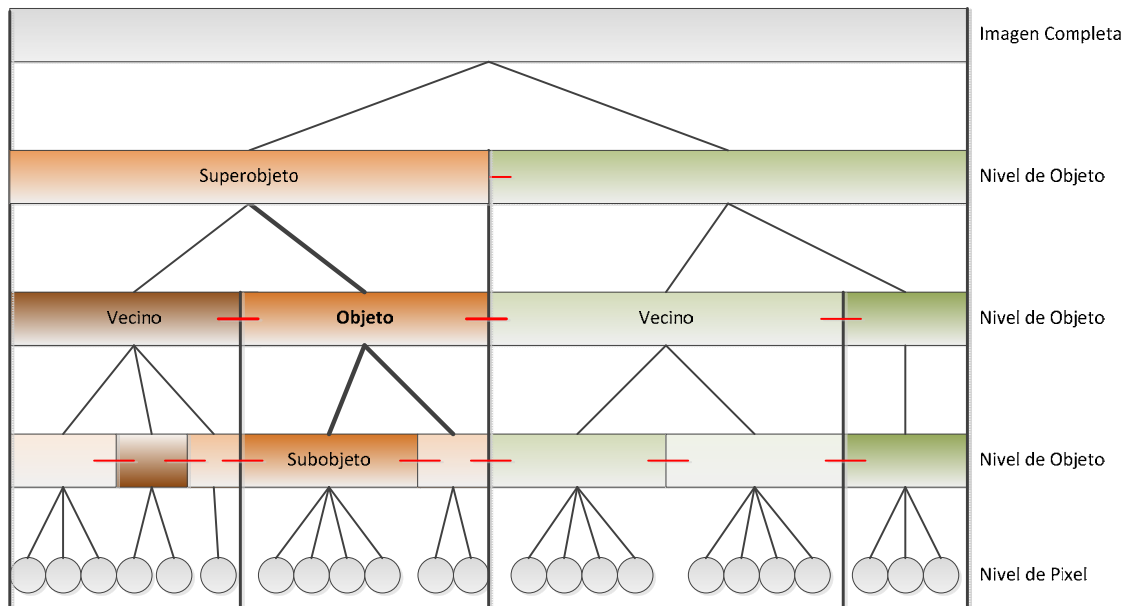 Imagen Completa
Superobjeto
Nivel de Objeto
Vecino
Objeto
Vecino
Nivel de Objeto
Subobjeto
Nivel de Objeto
Nivel de Pixel